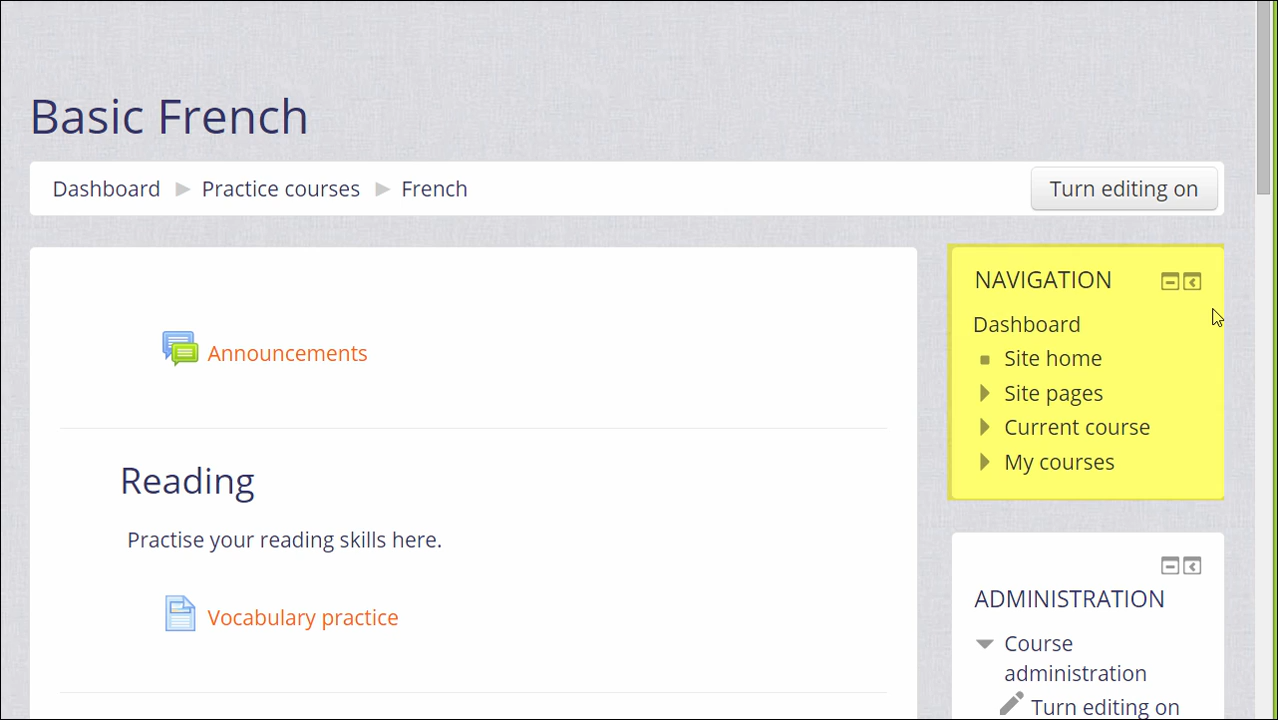 Basic French
Dashboard Practice courses French
Turn editing on
Announcements
Reading
Practise your reading skills here.
Vocabulary practice
NAVIGATION
Dashboard
Site home
Site pages
Current course
My courses
ADMINISTRATION
Course
administration
Turn editing on